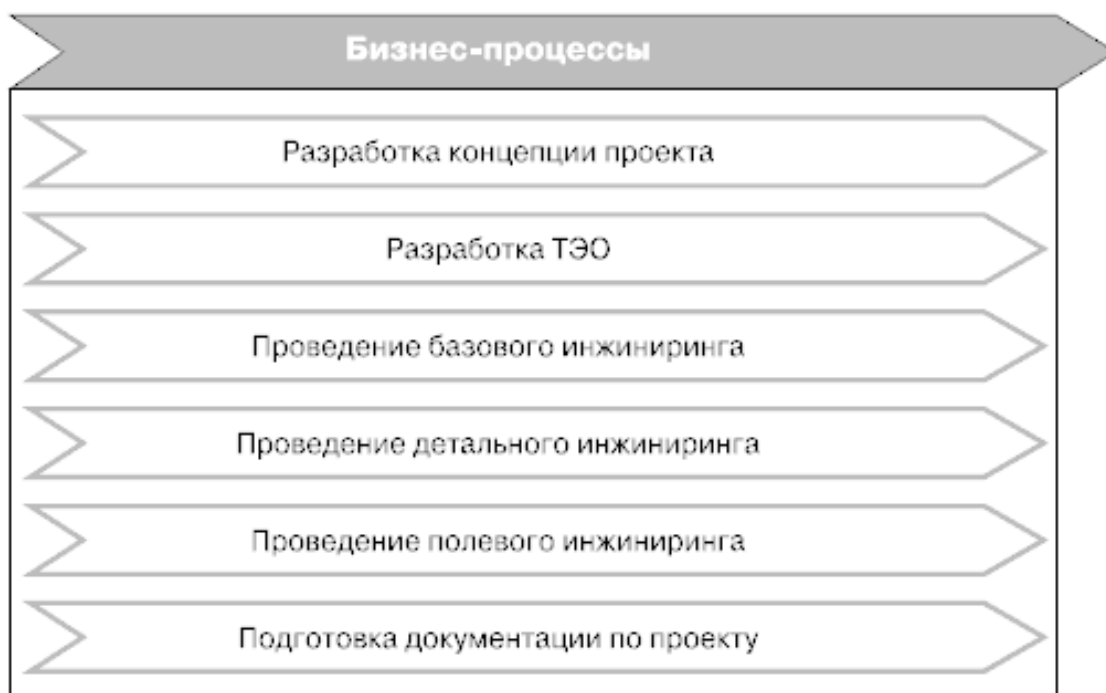 Бизнес-процессы
Разработка концепции проекта
Разработка ТЭО
Проведение базового инжиниринга
Проведение детального инжиниринга
Проведение полевого инжиниринга
Подготовка документации по проекту